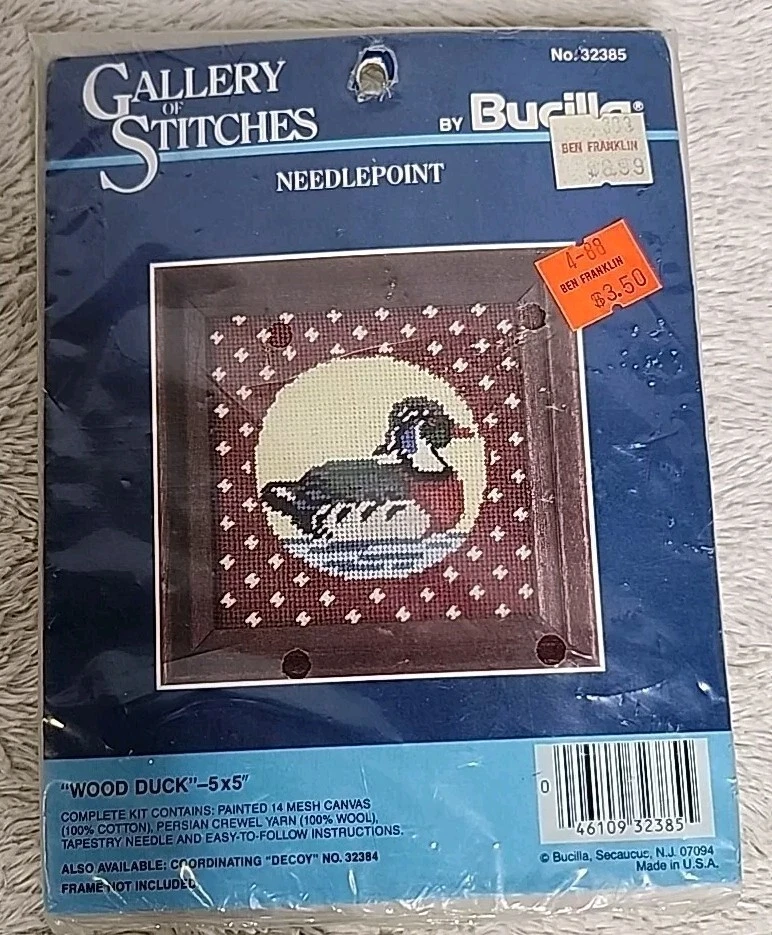 No. 32385
GALLERY
OF
STITCHES
BY Bucilla®
NEEDLEPOINT
BEN FRANKLIN
4-88
BEN FRANKLIN
$3.50
"WOOD DUCK"–5x5"
COMPLETE KIT CONTAINS: PAINTED 14 MESH CANVAS
(100% COTTON), PERSIAN CREWEL YARN (100% WOOL),
TAPESTRY NEEDLE AND EASY-TO-FOLLOW INSTRUCTIONS.
ALSO AVAILABLE: COORDINATING "DECOY" NO. 32384
FRAME NOT INCLUDED
0
46109 32385
© Bucilla, Secaucus, N.J. 07094
Made in U.S.A.